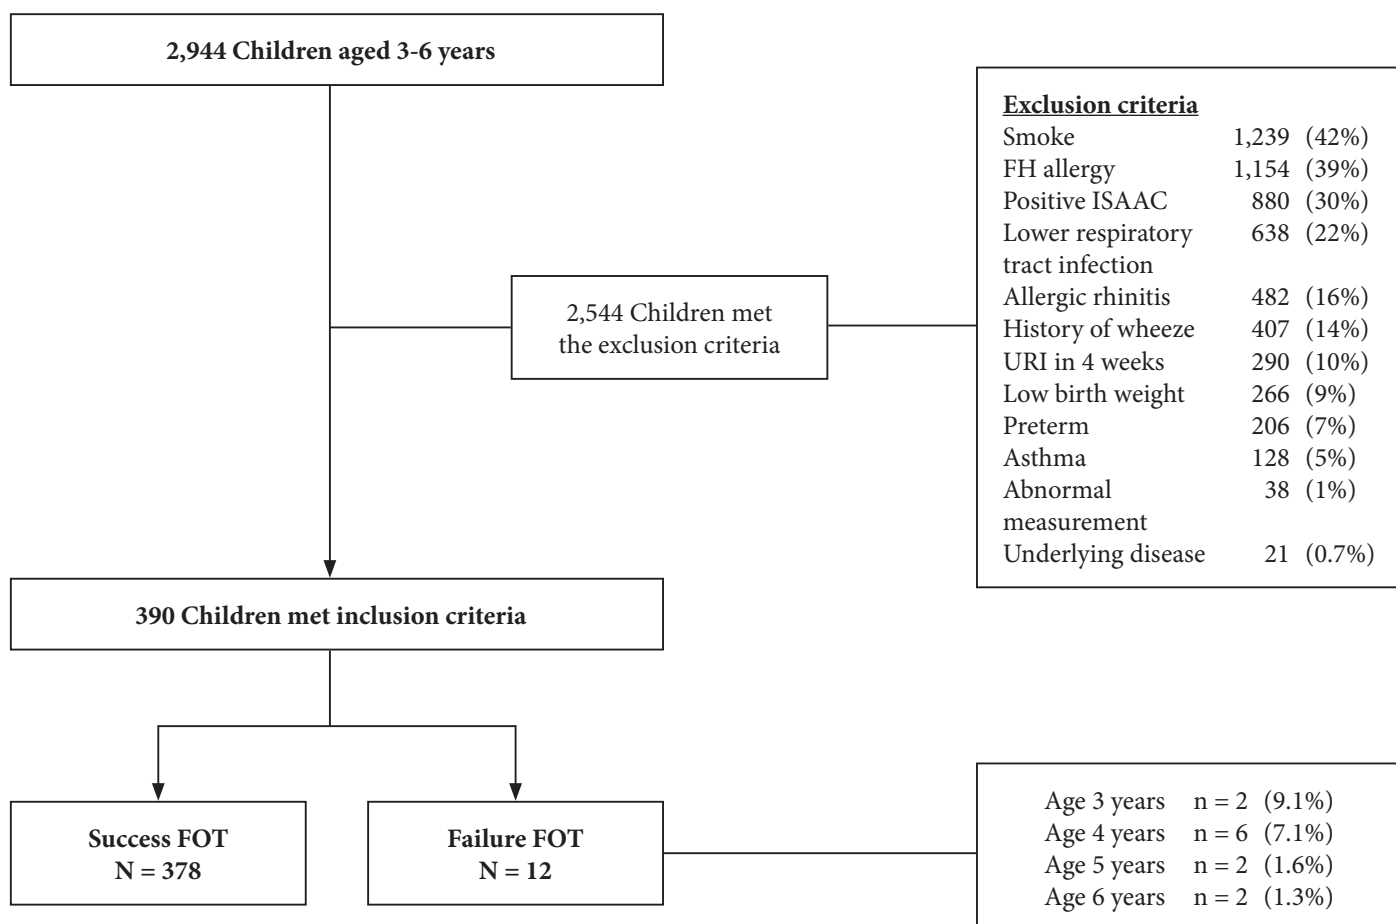 2,944 Children aged 3-6 years
Exclusion criteria
Smoke 1,239 (42%)
FH allergy 1,154 (39%)
Positive ISAAC 880 (30%)
Lower respiratory 638 (22%)
tract infection
Allergic rhinitis 482 (16%)
History of wheeze 407 (14%)
URI in 4 weeks 290 (10%)
Low birth weight 266 (9%)
Preterm 206 (7%)
Asthma 128 (5%)
Abnormal 38 (1%)
measurement
Underlying disease 21 (0.7%)
2,544 Children met
the exclusion criteria
390 Children met inclusion criteria
Success FOT
N = 378
Failure FOT
N = 12
Age 3 years n = 2 (9.1%)
Age 4 years n = 6 (7.1%)
Age 5 years n = 2 (1.6%)
Age 6 years n = 2 (1.3%)